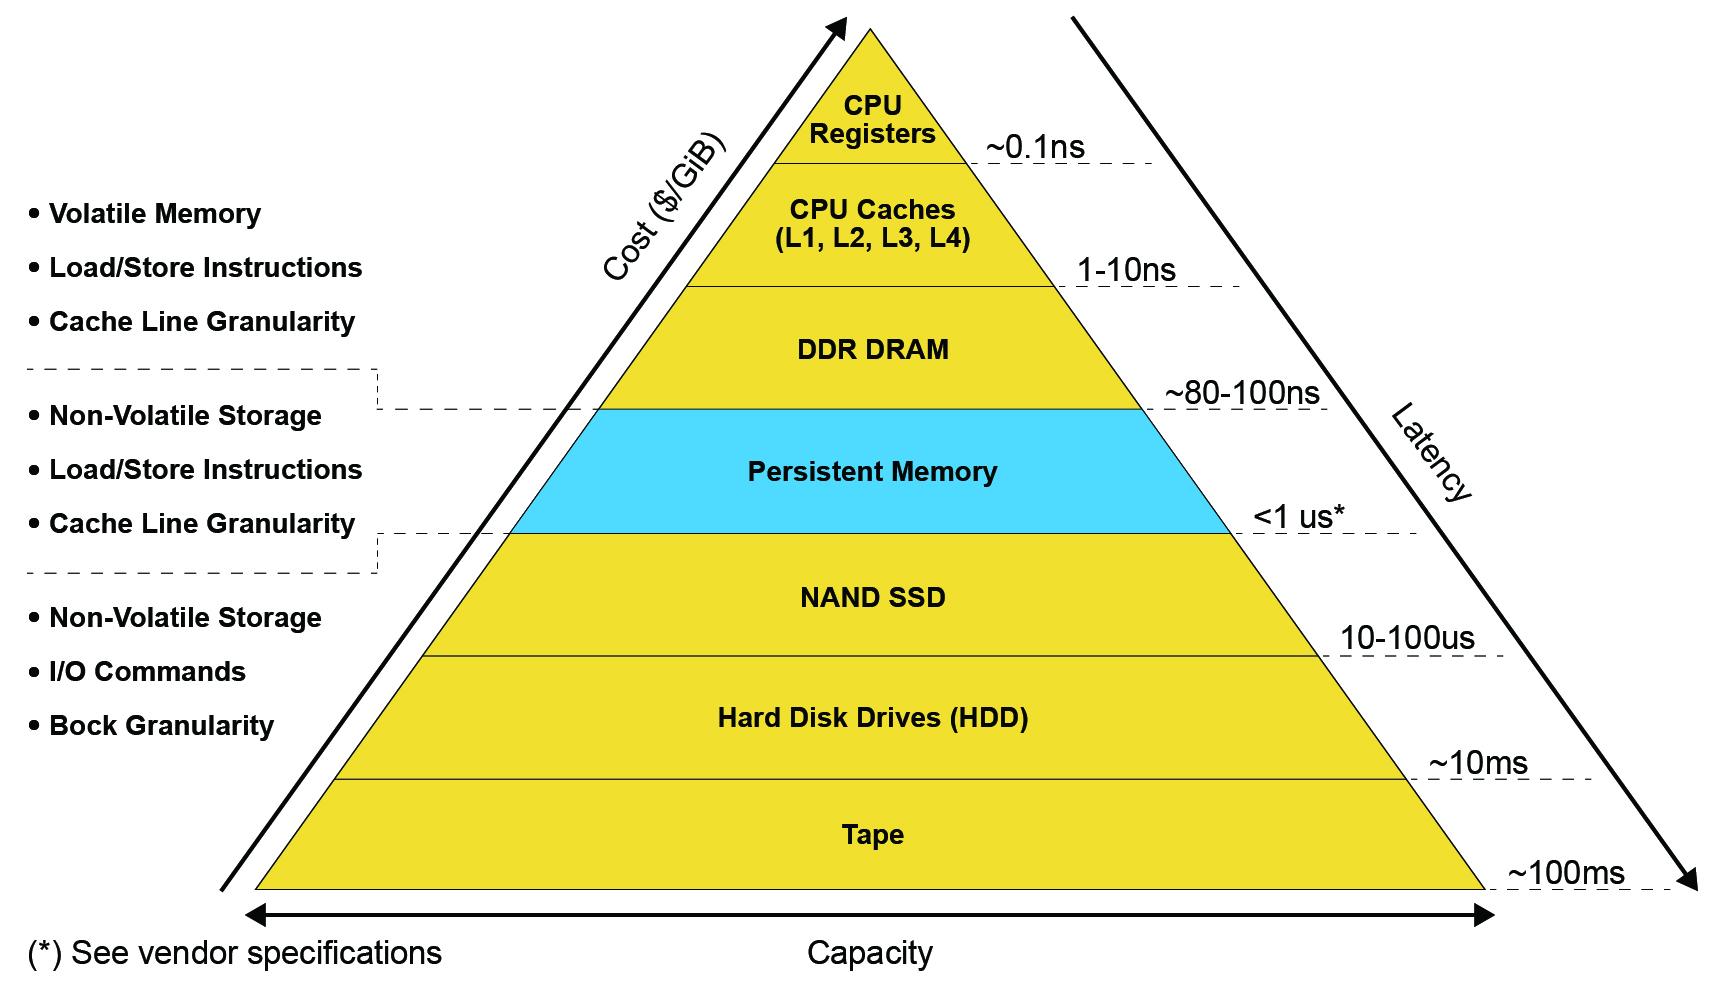 CPU
Registers
~0.1ns
Cost ($/GiB)
• Volatile Memory
• Load/Store Instructions
• Cache Line Granularity
CPU Caches
(L1, L2, L3, L4)
1-10ns
DDR DRAM
~80-100ns
Latency
• Non-Volatile Storage
• Load/Store Instructions
• Cache Line Granularity
Persistent Memory
<1 us*
NAND SSD
10-100us
• Non-Volatile Storage
• I/O Commands
• Bock Granularity
Hard Disk Drives (HDD)
~10ms
Tape
~100ms
(*) See vendor specifications
Capacity